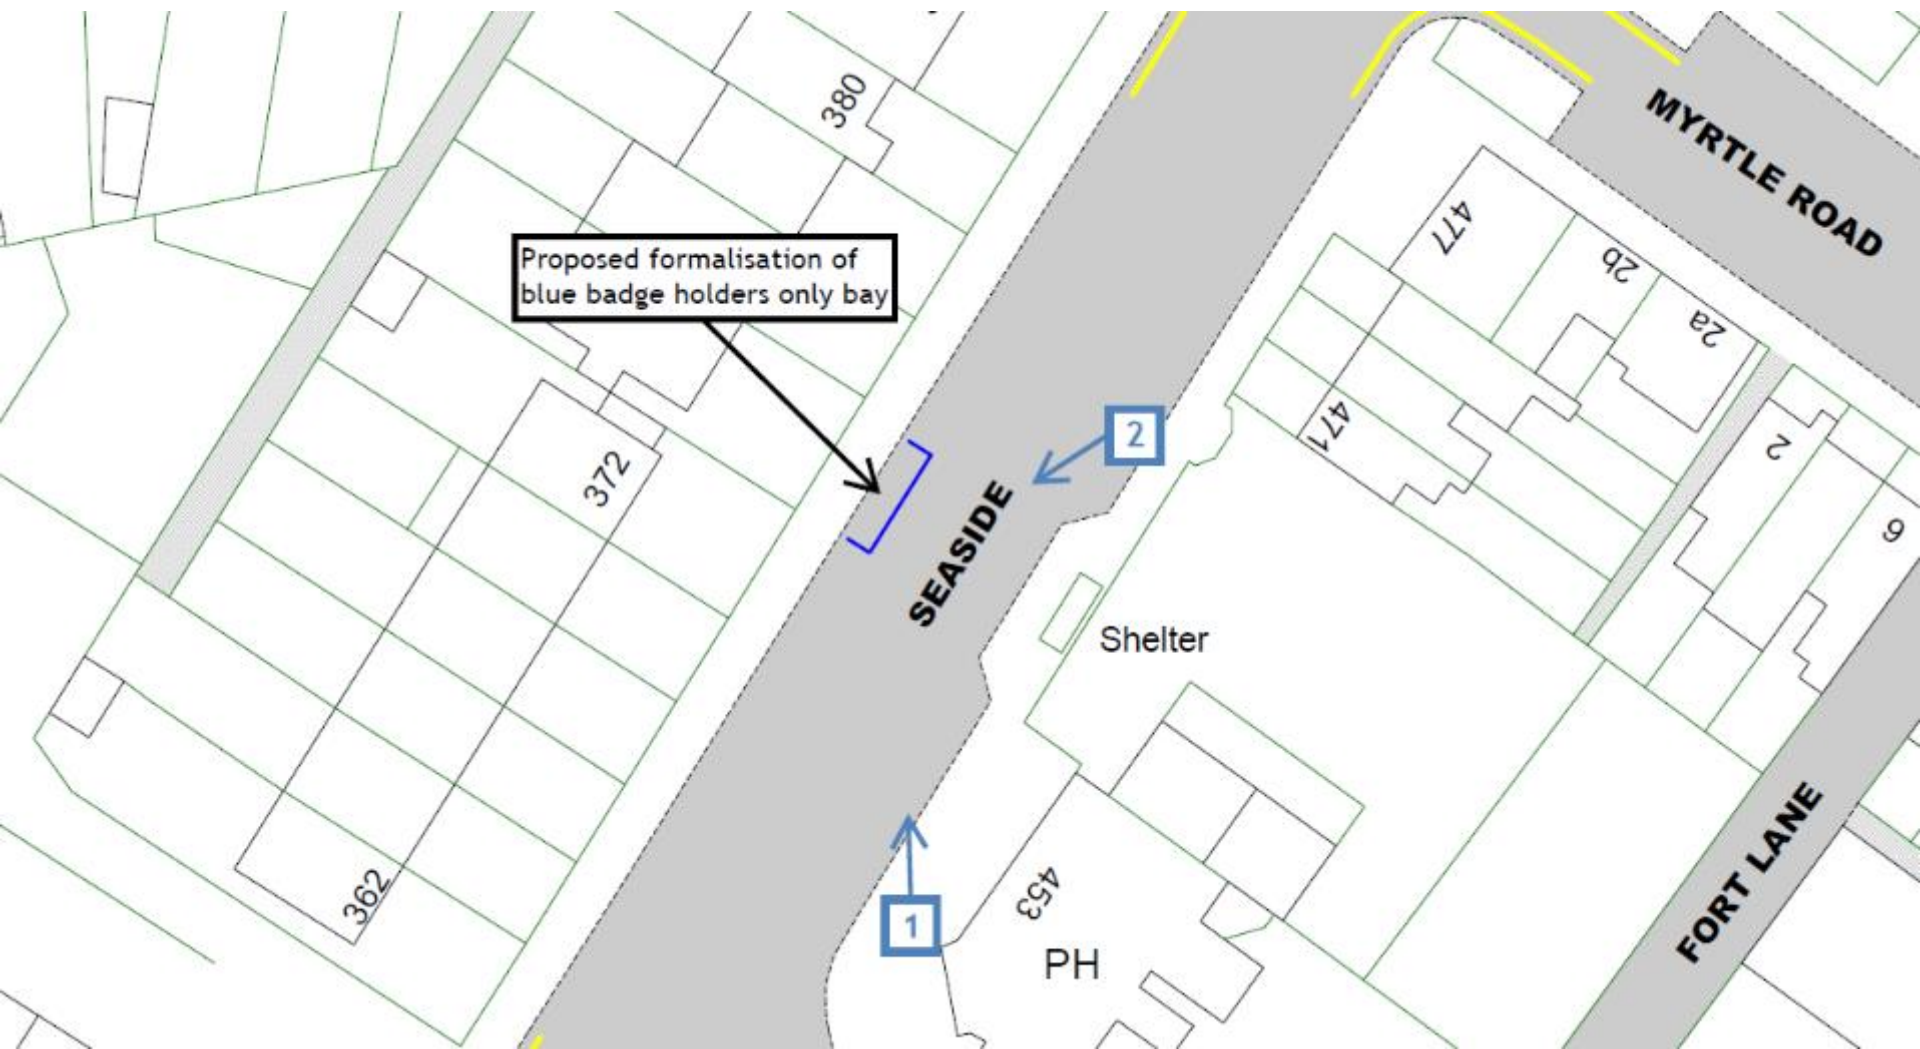 380
MYRTLE ROAD
477
2b
2a
Proposed formalisation of
blue badge holders only bay
2
471
2
372
6
SEASIDE
Shelter
FORT LANE
362
453
1
PH